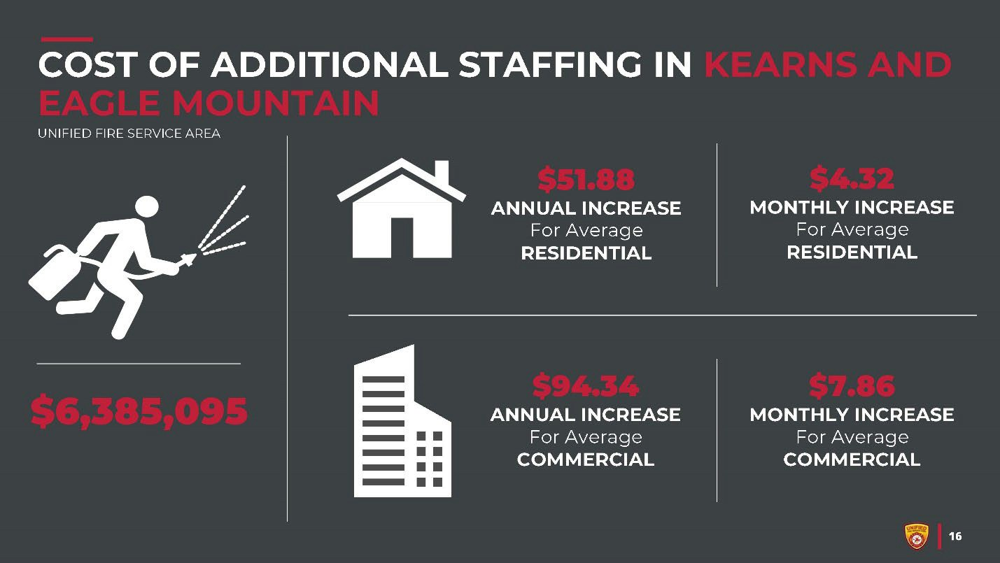 COST OF ADDITIONAL STAFFING IN KEARNS AND
EAGLE MOUNTAIN
UNIFIED FIRE SERVICE AREA
$6,385,095
$51.88
ANNUAL INCREASE
For Average
RESIDENTIAL
$4.32
MONTHLY INCREASE
For Average
RESIDENTIAL
$94.34
ANNUAL INCREASE
For Average
COMMERCIAL
$7.86
MONTHLY INCREASE
For Average
COMMERCIAL
UNIFIED
16